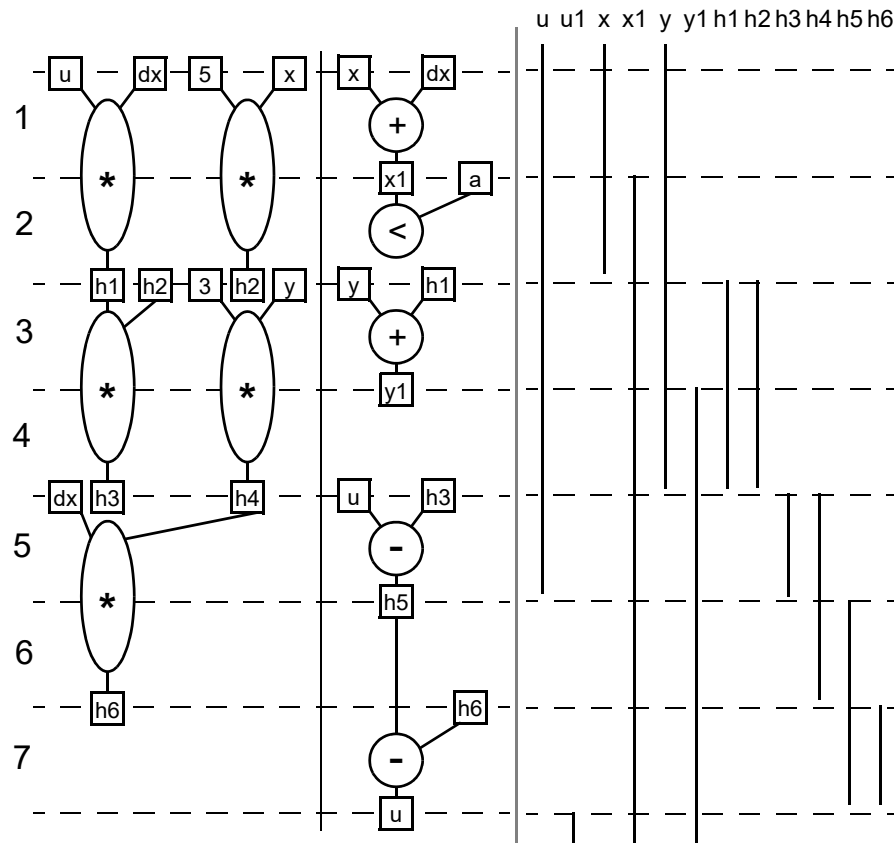 u u1 x x1 y y1 h1 h2 h3 h4 h5 h6
u dx 5 x x dx
1 +
* * x1 a
2 <
h1 h2 3 h2 y y h1
3 +
* * y1
4
dx h3 h4 u h3
5 -
* h5
6
h6 h6
7 -
u